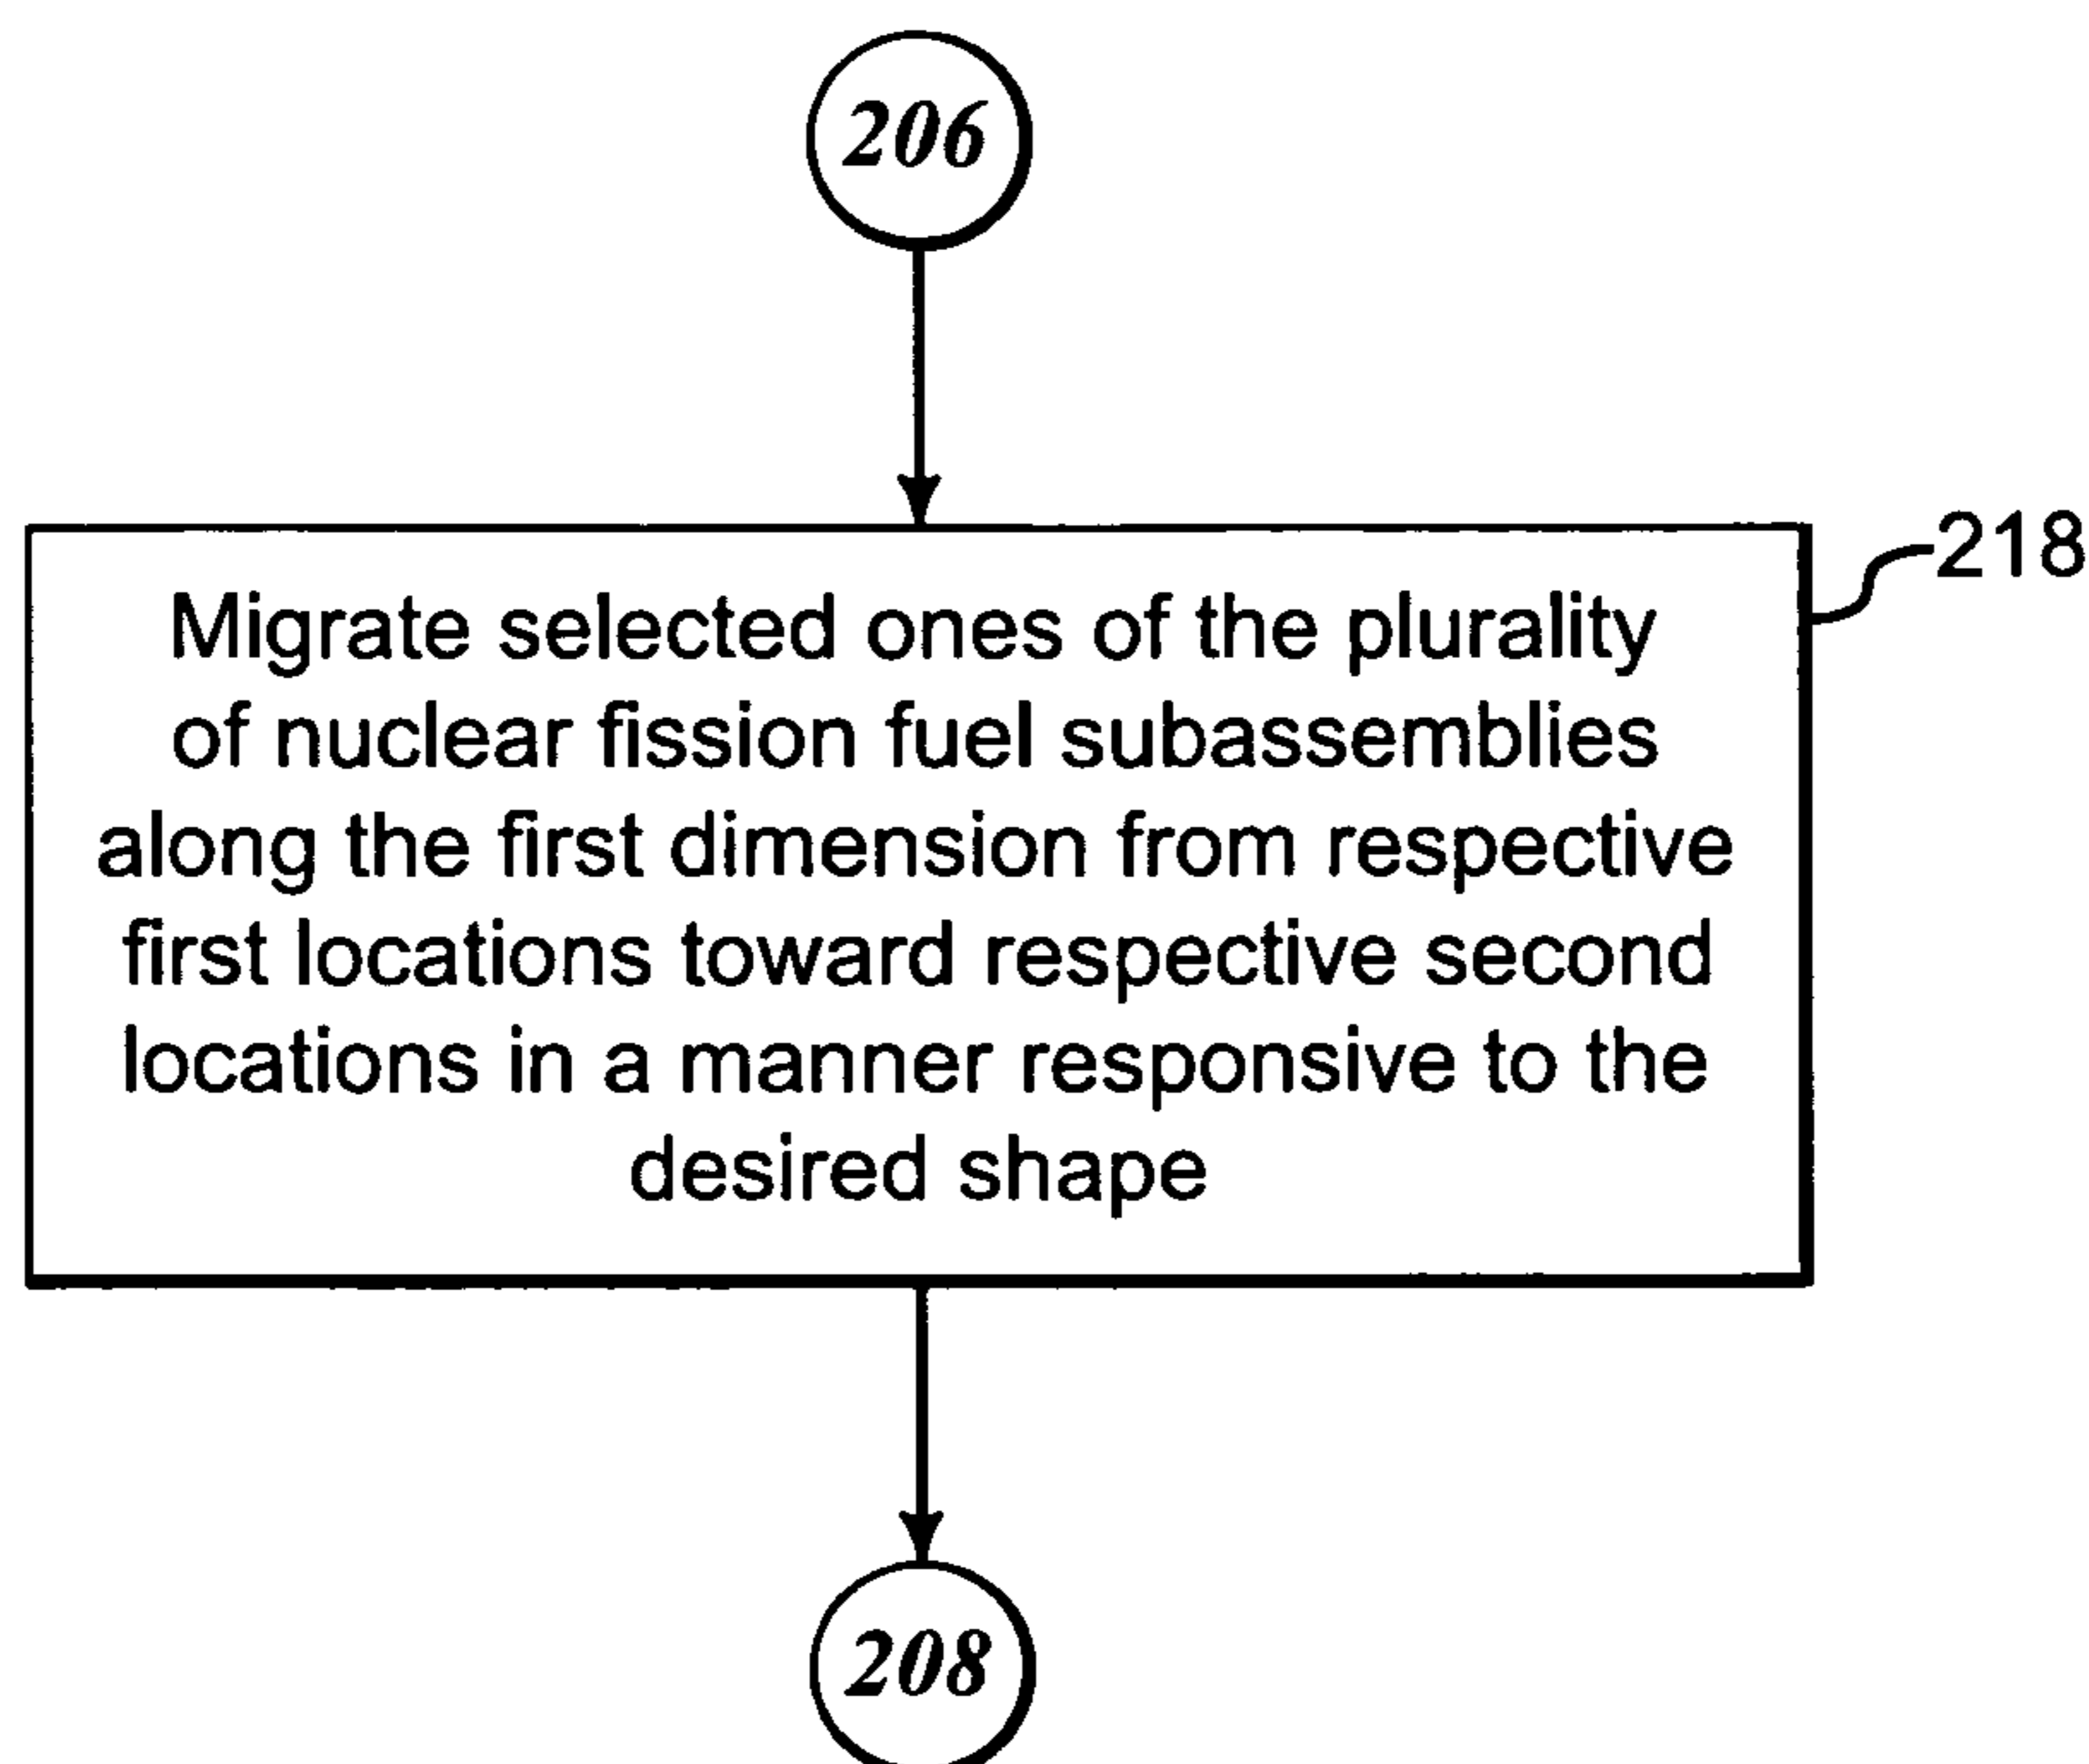 206
218
Migrate selected ones of the plurality
of nuclear fission fuel subassemblies
along the first dimension from respective
first locations toward respective second
locations in a manner responsive to the
desired shape
208